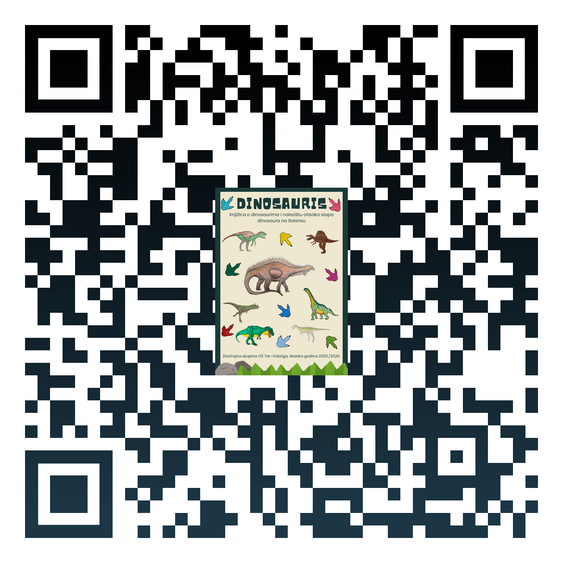 DINOSAURIS
Knjižica o dinosaurima i nalazištu otisaka stopa
dinosaura na Solarisu
Zavičajna skupina OŠ Tar-Vabriga, školska godina 2025./2026.